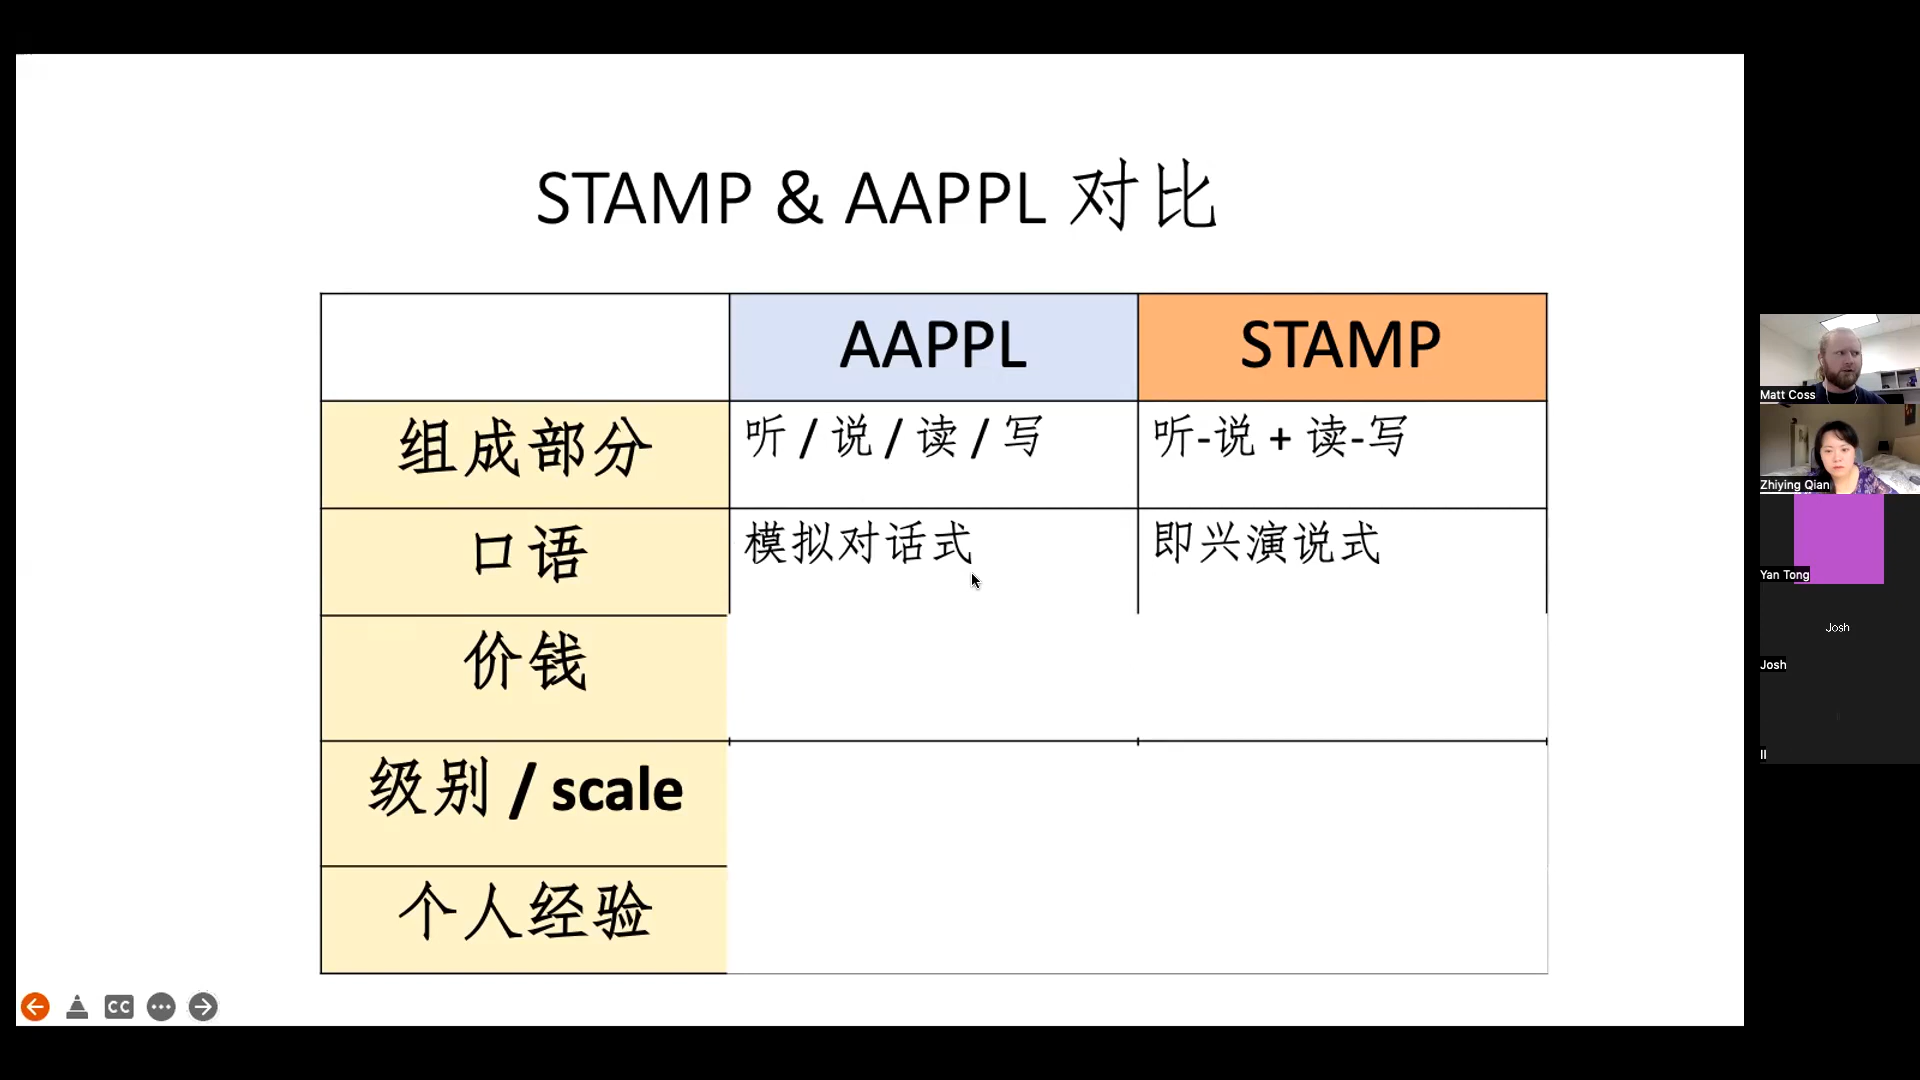 STAMP & AAPPL 对比
AAPPL
STAMP
组成部分
听 / 说 / 读 / 写
听-说 + 读-写
口语
模拟对话式
即兴演说式
价钱
级别 / scale
个人经验
CC
Matt Coss
Zhiying Qian
Yan Tong
Josh
Josh